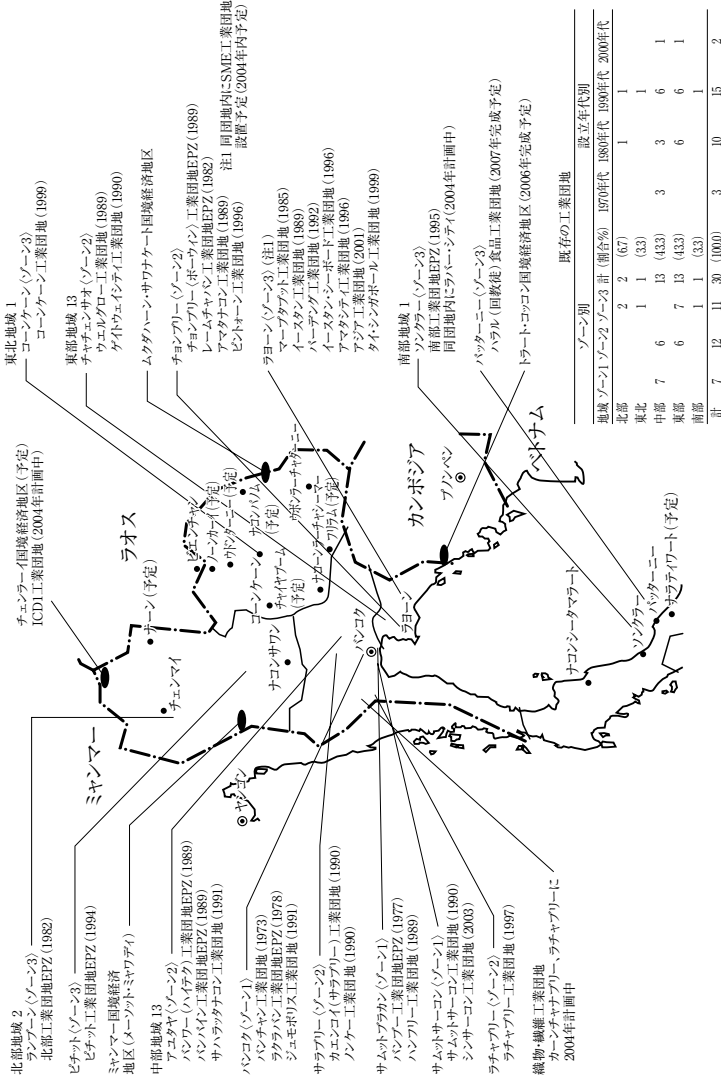 北部地域 2
ランプーン〈ゾーン3〉
北部工業団地EPZ(1982)
ピチット〈ゾーン3〉
ピチット工業団地EPZ(1994)
ミャンマー国境経済
地区(メーソット・ミャワディ)
中部地域 13
アユタヤ〈ゾーン2〉
バンワー(ハイテク)工業団地EPZ(1989)
バンパイン工業団地EPZ(1989)
サハラッタナコン工業団地(1991)
バンコク〈ゾーン1〉
バンチャン工業団地(1973)
ラクラバン工業団地EPZ(1978)
ジェモポリス工業団地(1991)
サラブリー〈ゾーン2〉
カエンコイ(サラブリー)工業団地(1990)
ノンケー工業団地(1990)
サムットプラカン〈ゾーン1〉
バンプー工業団地EPZ(1977)
バンプリー工業団地(1989)
サムットサーコン〈ゾーン1〉
サムットサーコン工業団地(1990)
シンサーコン工業団地(2003)
ラチャブリー〈ゾーン2〉
ラチャブリー工業団地(1997)
織物・繊維工業団地
カーンチャナブリー、ラチャブリーに
2004年計画中
チェンラーイ国境経済地区(予定)
ICD1工業団地(2004年計画中)
ミャンマー
ラオス
カンボジア
ベトナム
ヤンゴン
チェンマイ
ナーン(予定)
ビエンチャン
ノーンカーイ(予定)
ウドンターニー(予定)
ナコンパノム
(予定)
コーンケーン
チャイヤプーム
(予定)
ナコンサワン
ウボンラーチャダーニー
ナコーンラーチャシーマー
ブリラム(予定)
バンコク
ラヨーン
プノンペン
ナコンシータマラート
ソンクラー
パッターニー
ナラティワート(予定)
東北地域 1
コーンケーン〈ゾーン3〉
コーンケーン工業団地(1999)
東部地域 13
チャチェンサオ〈ゾーン2〉
ウエルグロー工業団地(1989)
ゲイトウェイシティ工業団地(1990)
ムクダハーン・サワナケート国境経済地区
チョンブリー〈ゾーン2〉
チョンブリー(ボーウィン)工業団地EPZ(1989)
レームチャバン工業団地EPZ(1982)
アマタナコン工業団地(1989)
ピントォーン工業団地(1996)
注1 同団地内にSME工業団地
設置予定(2004年内予定)
ラヨーン〈ゾーン3〉(注1)
マープタプット工業団地(1985)
イースタン工業団地(1989)
パーデング工業団地(1992)
イースタン・シーボード工業団地(1996)
アマタシティ工業団地(1996)
アジア工業団地(2001)
タイ・シンガポール工業団地(1999)
南部地域 1
ソンクラー〈ゾーン3〉
南部工業団地EPZ(1995)
同団地内にラバー・シティ(2004年計画中)
パッターニー〈ゾーン3〉
ハラル(回教徒)食品工業団地(2007年完成予定)
トラート・コッコン国境経済地区(2006年完成予定)
既存の工業団地
ゾーン別 設立年代別
地域 ゾーン1 ゾーン2 ゾーン3 計 (割合%) 1970年代 1980年代 1990年代 2000年代
北部 2 2 (6.7) 1 1
東北 1 1 (3.3) 1
中部 7 6 13 (43.3) 3 3 6 1
東部 6 7 13 (43.3) 6 6 1
南部 1 1 (3.3) 1
計 7 12 11 30 (100.0) 3 10 15 2